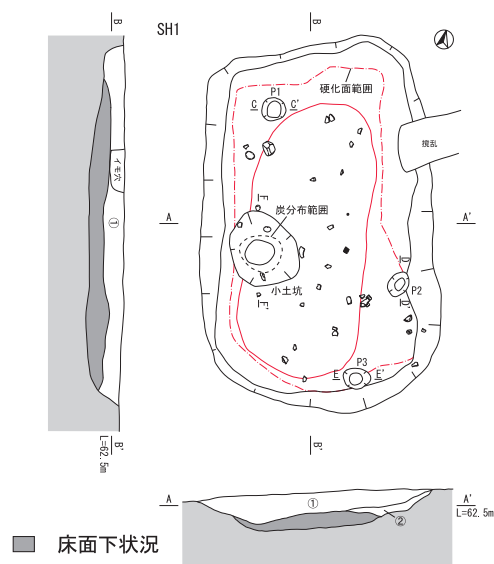 SH1
B
B
硬化面範囲
P1
C C'
撹乱
イモ穴
①
F
炭分布範囲
A A'
小土坑
F'
D
P2
D'
P3
E E'
B'
L=62.5m
B'
A A'
①
②
L=62.5m
床面下状況